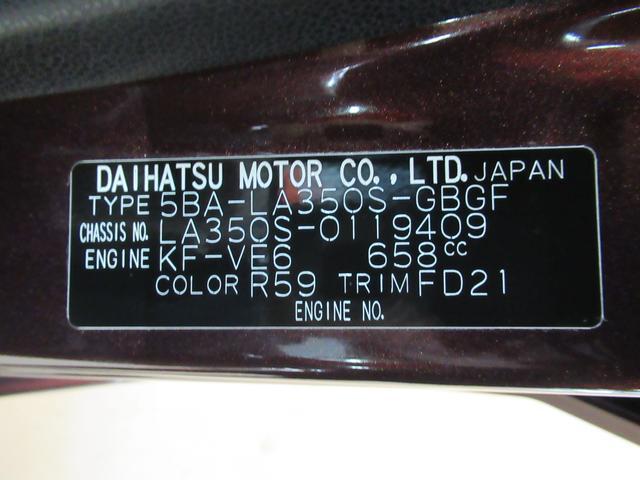 DAIHATSU MOTOR CO., LTD. JAPAN
TYPE 5BA-LA350S-GBGF
CHASSIS NO. LA350S-0119409
ENGINE KF-VE6 658cc
COLOR R59 TRIM FD21
ENGINE NO.